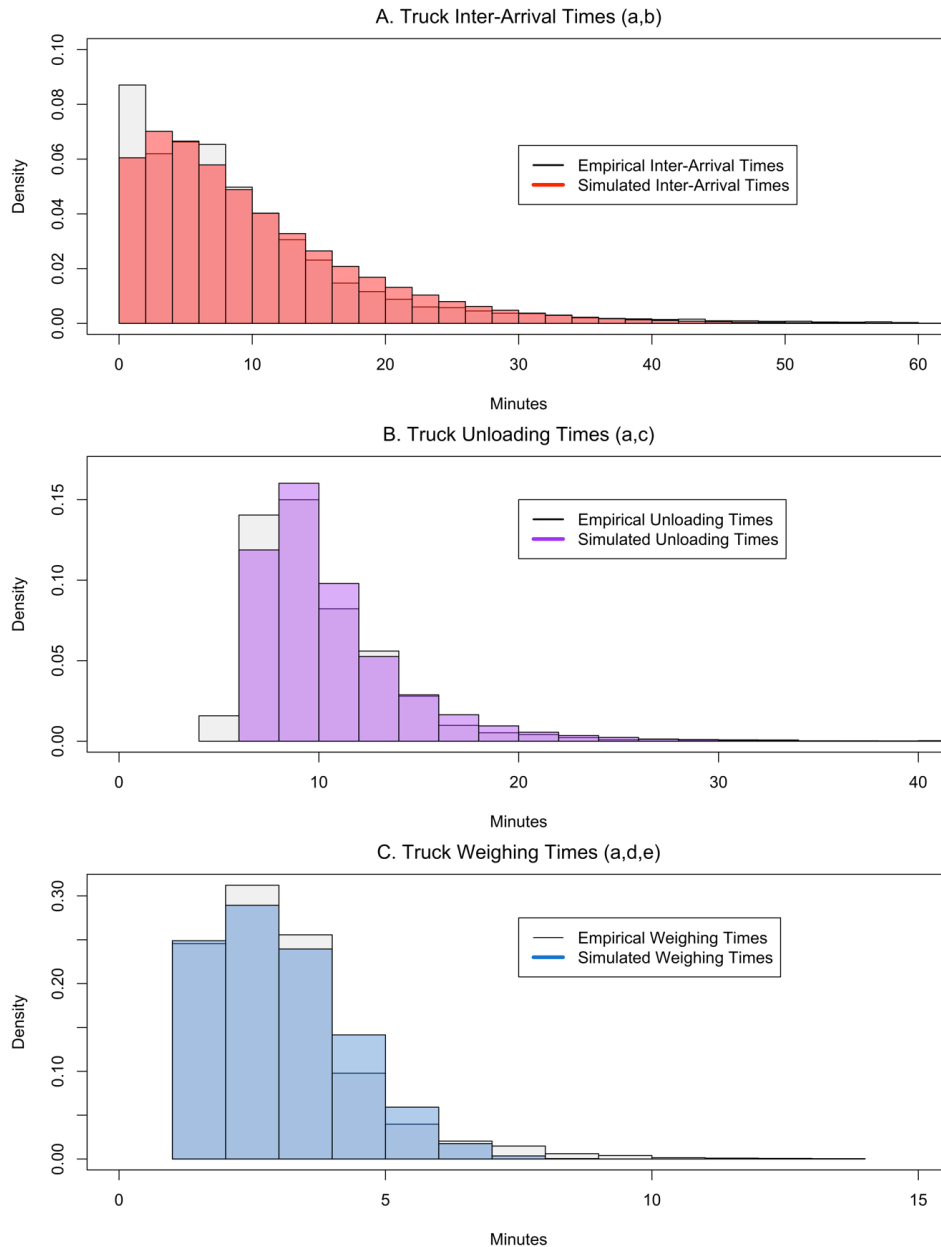 A. Truck Inter-Arrival Times (a,b)
Density
0.00 0.02 0.04 0.06 0.08 0.10
Empirical Inter-Arrival Times
Simulated Inter-Arrival Times
0 10 20 30 40 50 60
Minutes
B. Truck Unloading Times (a,c)
Density
0.00 0.05 0.10 0.15
Empirical Unloading Times
Simulated Unloading Times
0 10 20 30 40
Minutes
C. Truck Weighing Times (a,d,e)
Density
0.00 0.10 0.20 0.30
Empirical Weighing Times
Simulated Weighing Times
0 5 10 15
Minutes